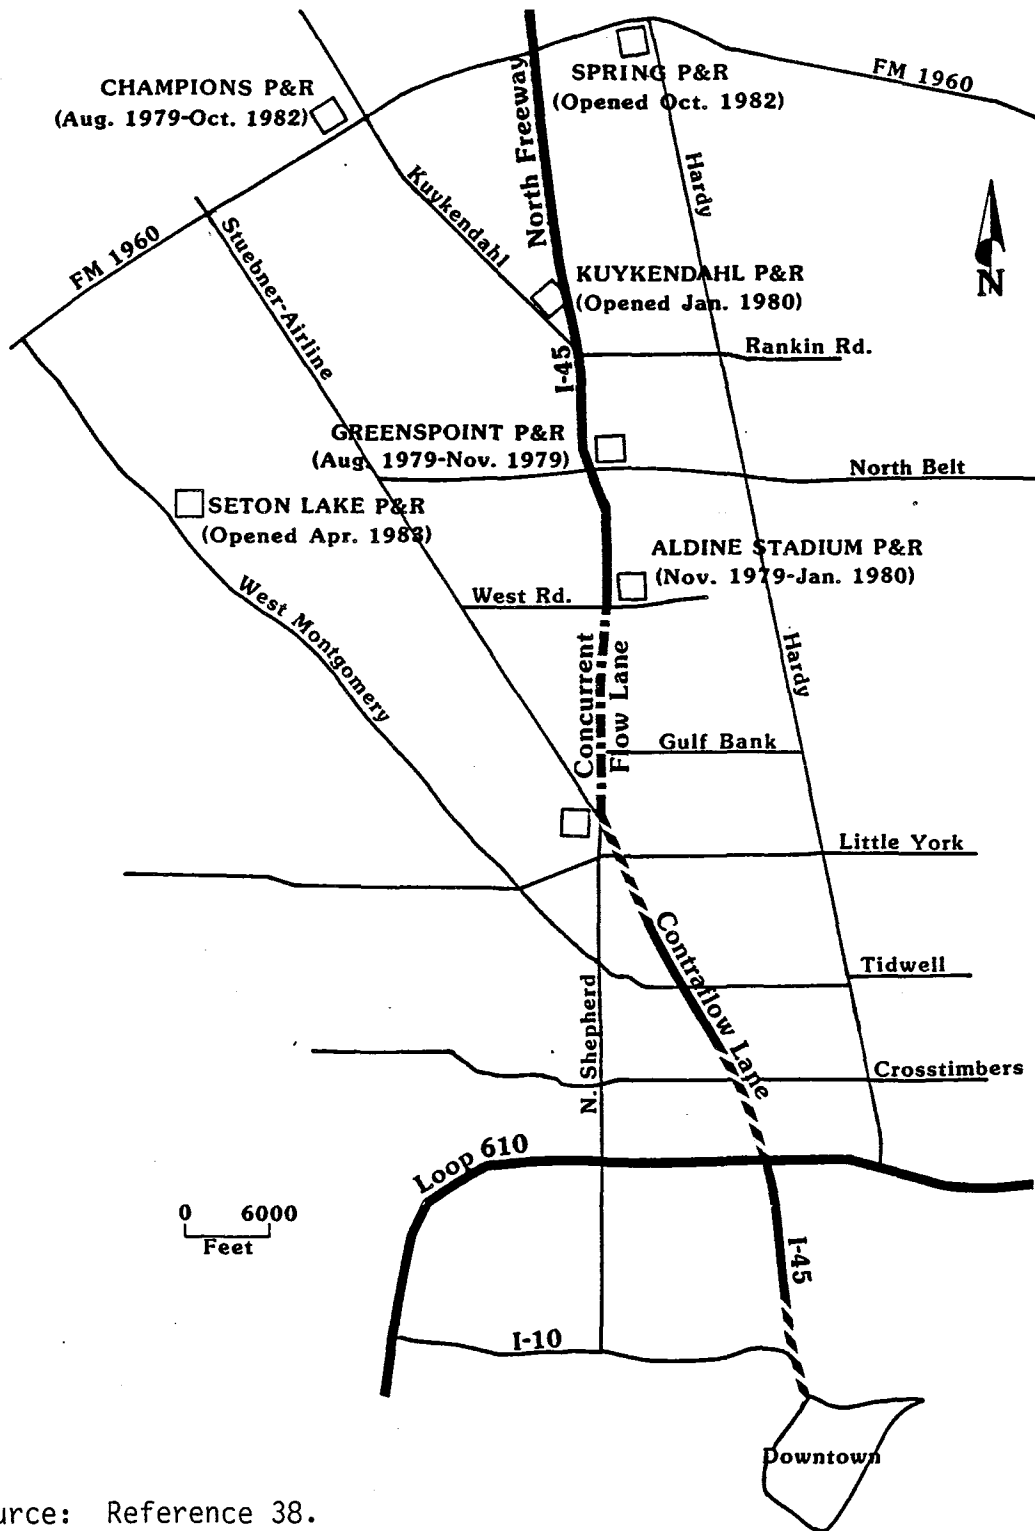 CHAMPIONS P&R
(Aug. 1979-Oct. 1982)
SPRING P&R
(Opened Oct. 1982)
FM 1960
North Freeway
Hardy
Kuykendahl
FM 1960
Stuebner-Airline
N
KUYKENDAHL P&R
(Opened Jan. 1980)
Rankin Rd.
I-45
GREENSPOINT P&R
(Aug. 1979-Nov. 1979)
North Belt
SETON LAKE P&R
(Opened Apr. 1983)
ALDINE STADIUM P&R
(Nov. 1979-Jan. 1980)
West Rd.
West Montgomery
Concurrent
Flow Lane
Hardy
Gulf Bank
Little York
Contraflow Lane
Tidwell
N. Shepherd
Crosstimbers
Loop 610
0 6000
Feet
I-45
I-10
Downtown
urce: Reference 38.